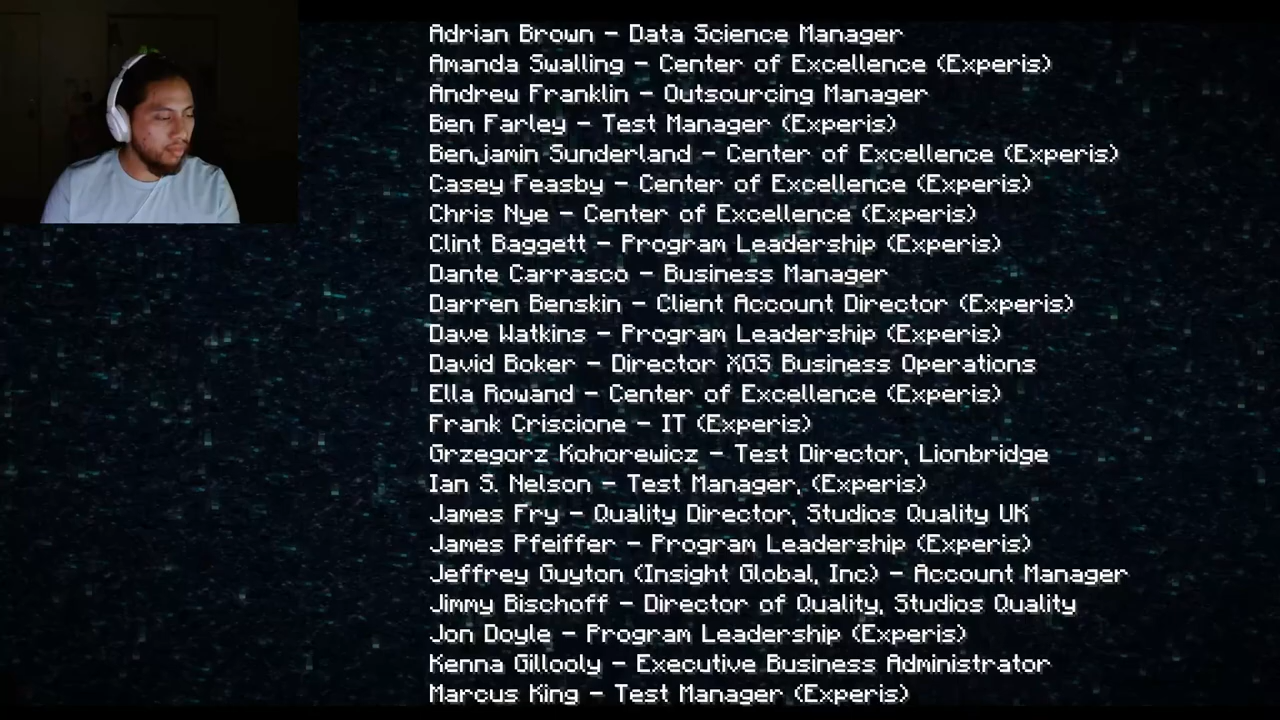 Adrian Brown – Data Science Manager
Amanda Swalling – Center of Excellence (Experis)
Andrew Franklin – Outsourcing Manager
Ben Farley – Test Manager (Experis)
Benjamin Sunderland – Center of Excellence (Experis)
Casey Feasby – Center of Excellence (Experis)
Chris Nye – Center of Excellence (Experis)
Clint Baggett – Program Leadership (Experis)
Dante Carrasco – Business Manager
Darren Benskin – Client Account Director (Experis)
Dave Watkins – Program Leadership (Experis)
David Boker – Director XGS Business Operations
Ella Rowand – Center of Excellence (Experis)
Frank Criscione – IT (Experis)
Grzegorz Kohorewicz – Test Director, Lionbridge
Ian S. Nelson – Test Manager, (Experis)
James Fry – Quality Director, Studios Quality UK
James Pfeiffer – Program Leadership (Experis)
Jeffrey Guyton (Insight Global, Inc) – Account Manager
Jimmy Bischoff – Director of Quality, Studios Quality
Jon Doyle – Program Leadership (Experis)
Kenna Gillooly – Executive Business Administrator
Marcus King – Test Manager (Experis)